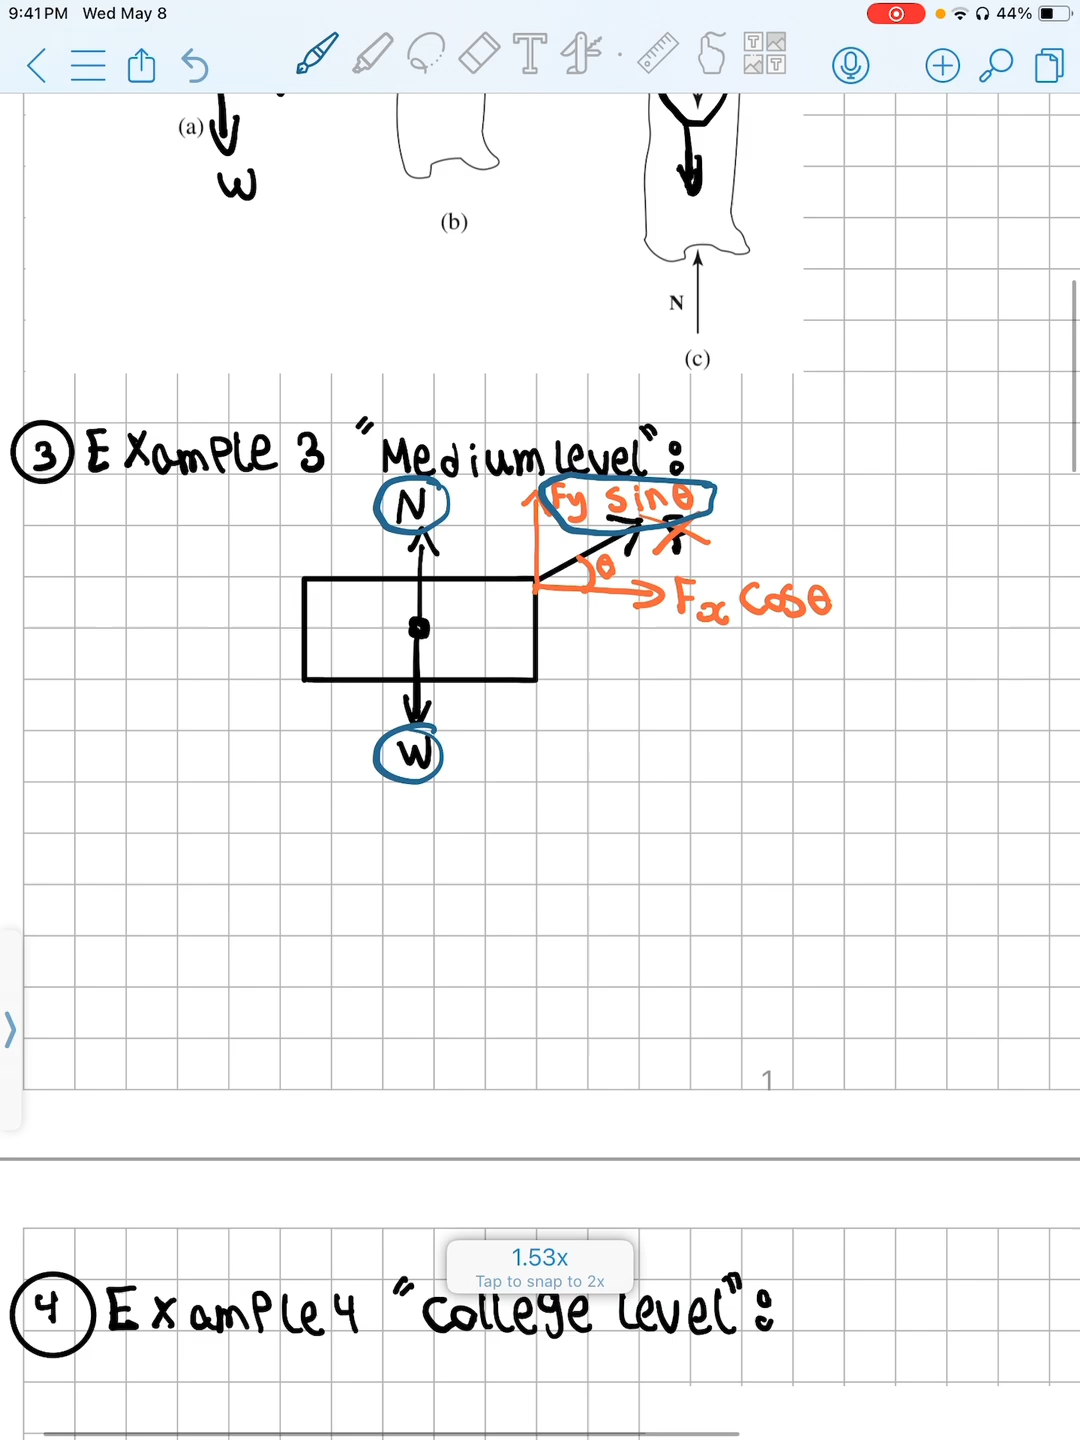 9:41 PM Wed May 8
44%
T
T
T
(a)
W
(b)
N
(c)
3 Example 3 "Medium level":
N
Fy sinθ
θ
Fx Cosθ
W
1
1.53x
Tap to snap to 2x
4 Example 4 "college level":